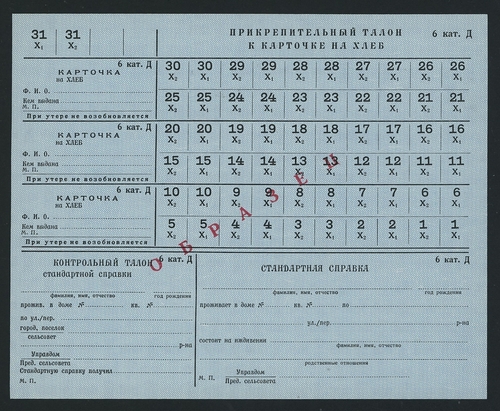 31 31 ПРИКРЕПИТЕЛЬНЫЙ ТАЛОН 6 кат. Д
X₂ X₁ К КАРТОЧКЕ НА ХЛЕБ
6 кат. Д
КАРТОЧКА
НА ХЛЕБ
Ф. И. О.
Кем выдана
М. П.
При утере не возобновляется
30 30 29 29 28 28 27 27 26 26
X₂ X₁ X₂ X₁ X₂ X₁ X₂ X₁ X₂ X₁
25 25 24 24 23 23 22 22 21 21
X₂ X₁ X₂ X₁ X₂ X₁ X₂ X₁ X₂ X₁
6 кат. Д
КАРТОЧКА
НА ХЛЕБ
Ф. И. О.
Кем выдана
М. П.
При утере не возобновляется
20 20 19 19 18 18 17 17 16 16
X₂ X₁ X₂ X₁ X₂ X₁ X₂ X₁ X₂ X₁
15 15 14 14 13 13 12 12 11 11
X₂ X₁ X₂ X₁ X₂ X₁ X₂ X₁ X₂ X₁
6 кат. Д
КАРТОЧКА
НА ХЛЕБ
Ф. И. О.
Кем выдана
М. П.
При утере не возобновляется
10 10 9 9 8 8 7 7 6 6
X₂ X₁ X₂ X₁ X₂ X₁ X₂ X₁ X₂ X₁
5 5 4 4 3 3 2 2 1 1
X₂ X₁ X₂ X₁ X₂ X₁ X₂ X₁ X₂ X₁
ОБРАЗЕЦ
КОНТРОЛЬНЫЙ ТАЛОН 6 кат. Д
стандартной справки
фамилия, имя, отчество год рождения
прожив. в доме № кв. №
по ул./пер.
город, поселок
сельсовет
р-на
Управдом
Пред. сельсовета
Стандартную справку получил
М. П.
СТАНДАРТНАЯ СПРАВКА 6 кат. Д
фамилия, имя, отчество год рождения
проживает в доме № кв. № по
ул./пер. р-на
состоит на иждивении
фамилия, имя, отчество
родственные отношения
М. П. Управдом
Пред. сельсовета